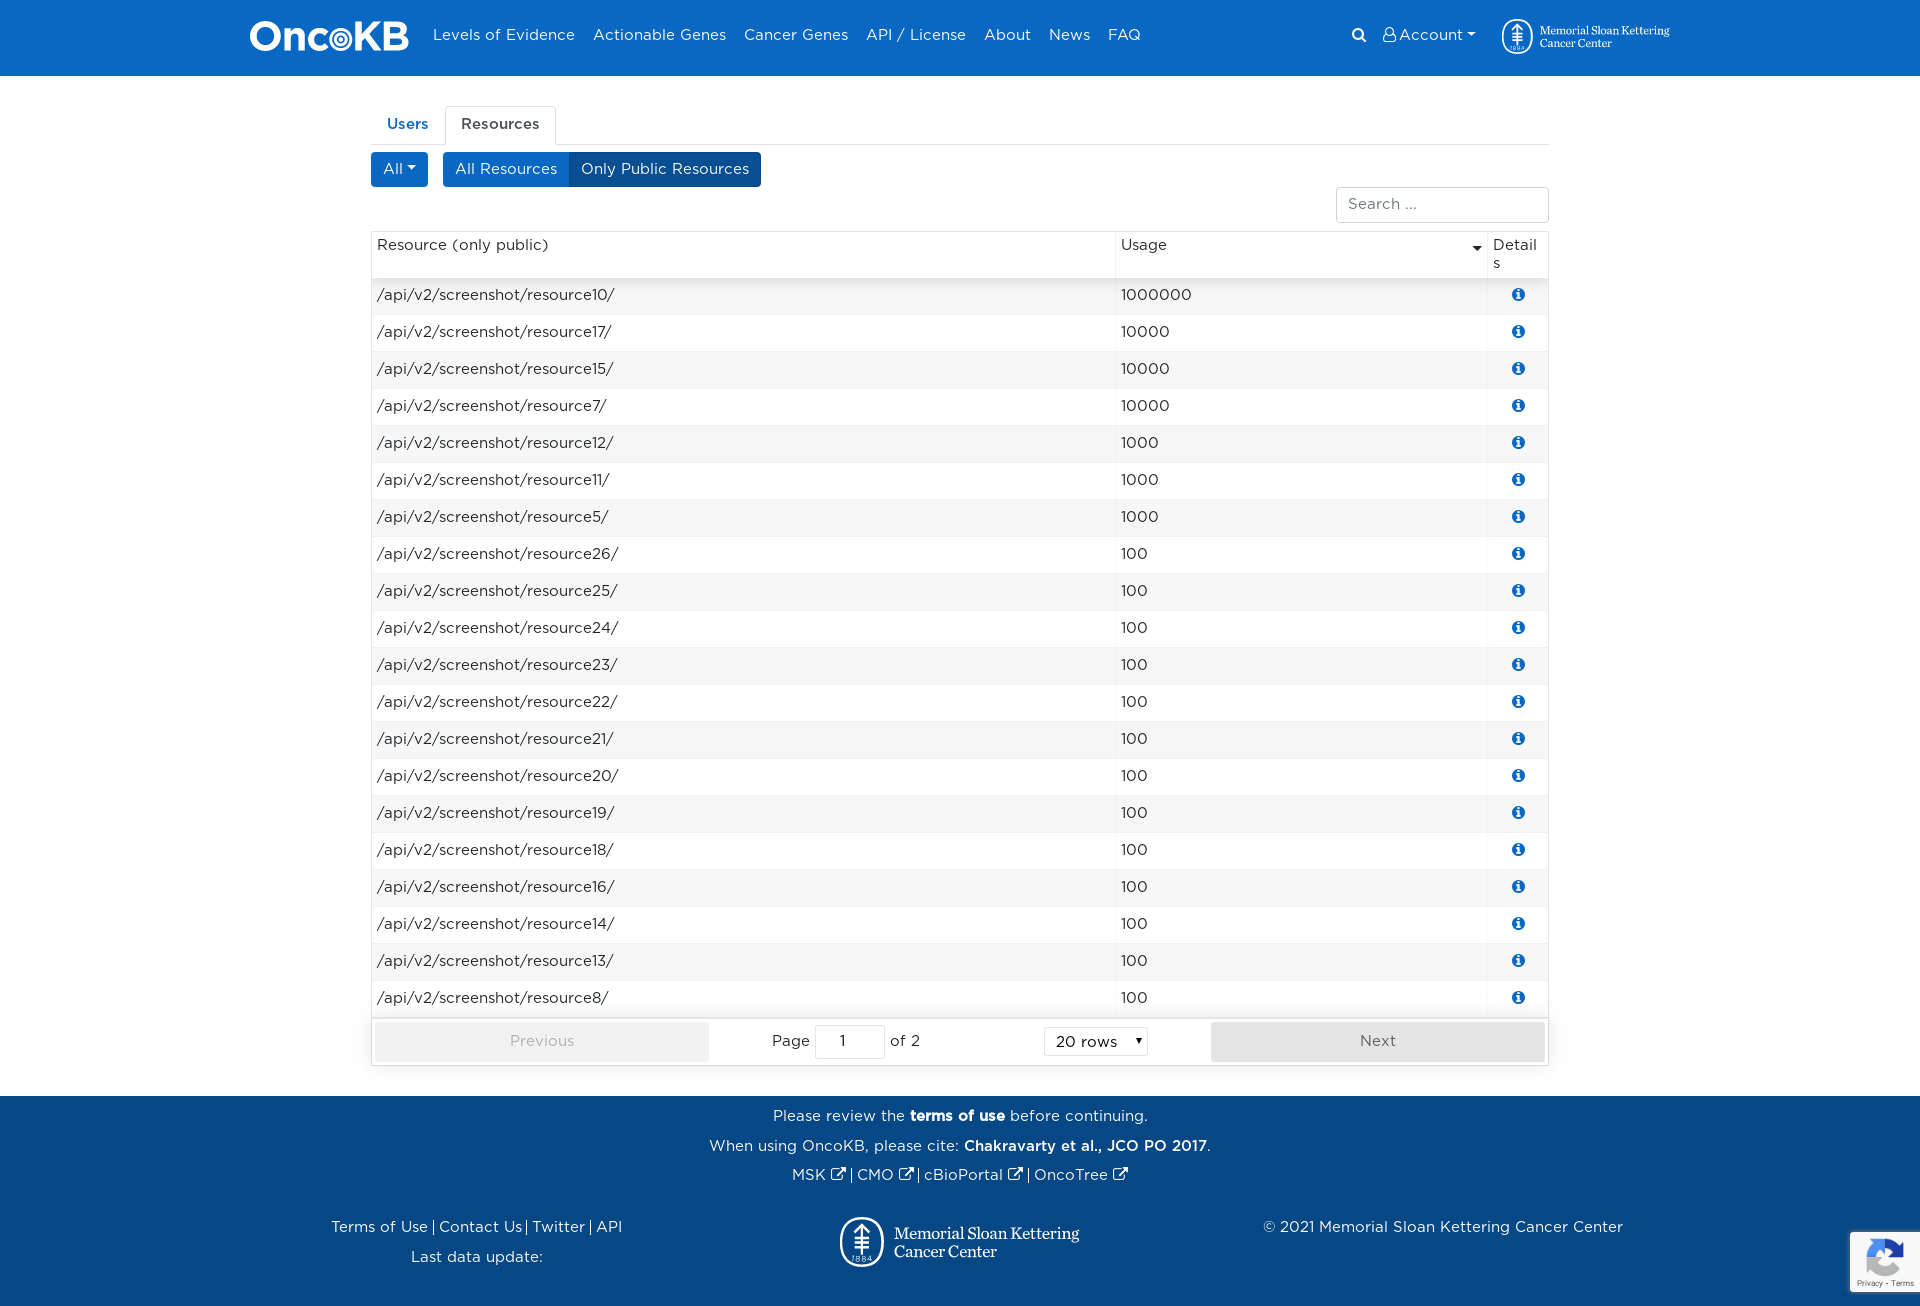 OncoKB Levels of Evidence Actionable Genes Cancer Genes API / License About News FAQ Account 1884 Memorial Sloan Kettering
Cancer Center
Users Resources
All All Resources Only Public Resources
Search ...
Resource (only public) Usage Detail
s
/api/v2/screenshot/resource10/ 1000000
/api/v2/screenshot/resource17/ 10000
/api/v2/screenshot/resource15/ 10000
/api/v2/screenshot/resource7/ 10000
/api/v2/screenshot/resource12/ 1000
/api/v2/screenshot/resource11/ 1000
/api/v2/screenshot/resource5/ 1000
/api/v2/screenshot/resource26/ 100
/api/v2/screenshot/resource25/ 100
/api/v2/screenshot/resource24/ 100
/api/v2/screenshot/resource23/ 100
/api/v2/screenshot/resource22/ 100
/api/v2/screenshot/resource21/ 100
/api/v2/screenshot/resource20/ 100
/api/v2/screenshot/resource19/ 100
/api/v2/screenshot/resource18/ 100
/api/v2/screenshot/resource16/ 100
/api/v2/screenshot/resource14/ 100
/api/v2/screenshot/resource13/ 100
/api/v2/screenshot/resource8/ 100
Previous Page 1 of 2 20 rows Next
Please review the terms of use before continuing.
When using OncoKB, please cite: Chakravarty et al., JCO PO 2017.
MSK | CMO | cBioPortal | OncoTree
Terms of Use | Contact Us | Twitter | API
Last data update:
1884 Memorial Sloan Kettering
Cancer Center
© 2021 Memorial Sloan Kettering Cancer Center
Privacy - Terms